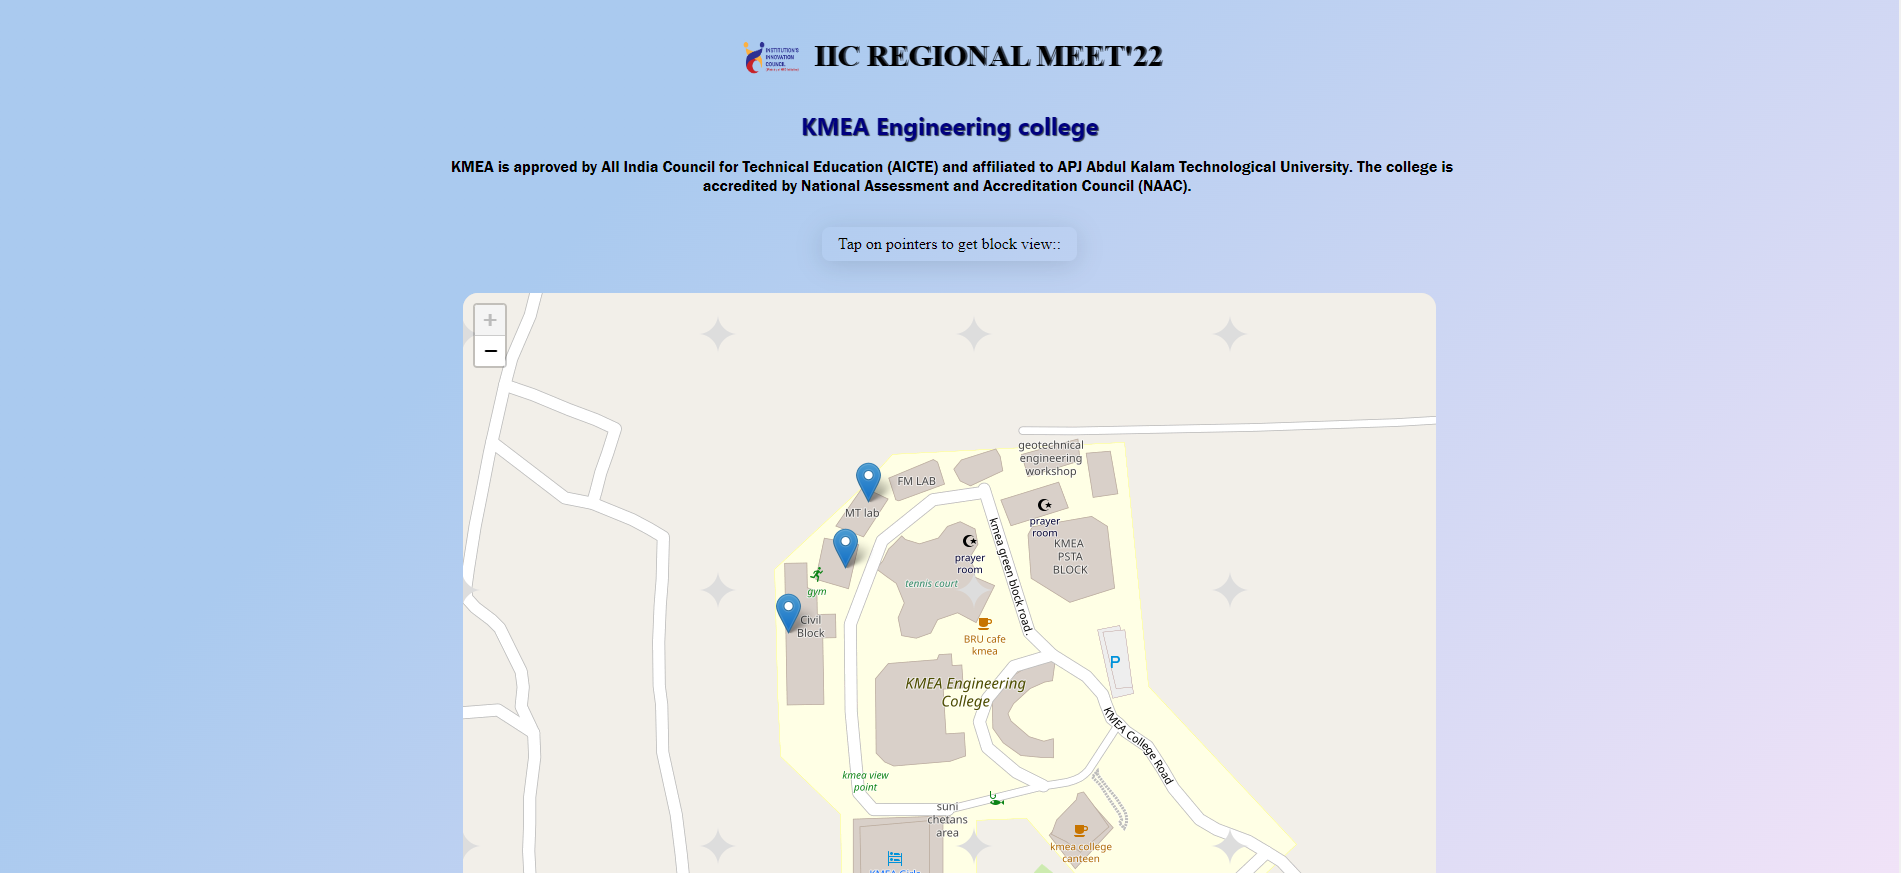 INSTITUTION'S
INNOVATION
COUNCIL
IIC REGIONAL MEET'22
KMEA Engineering college
KMEA is approved by All India Council for Technical Education (AICTE) and affiliated to APJ Abdul Kalam Technological University. The college is
accredited by National Assessment and Accreditation Council (NAAC).
Tap on pointers to get block view::
+
−
geotechnical
engineering
workshop
FM LAB
MT lab
prayer
room
KMEA
PSTA
BLOCK
prayer
room
kmea green block road.
tennis court
gym
Civil
Block
BRU cafe
kmea
P
KMEA Engineering
College
KMEA College Road
kmea view
point
suni
chetans
area
kmea college
canteen
KMEA Girls